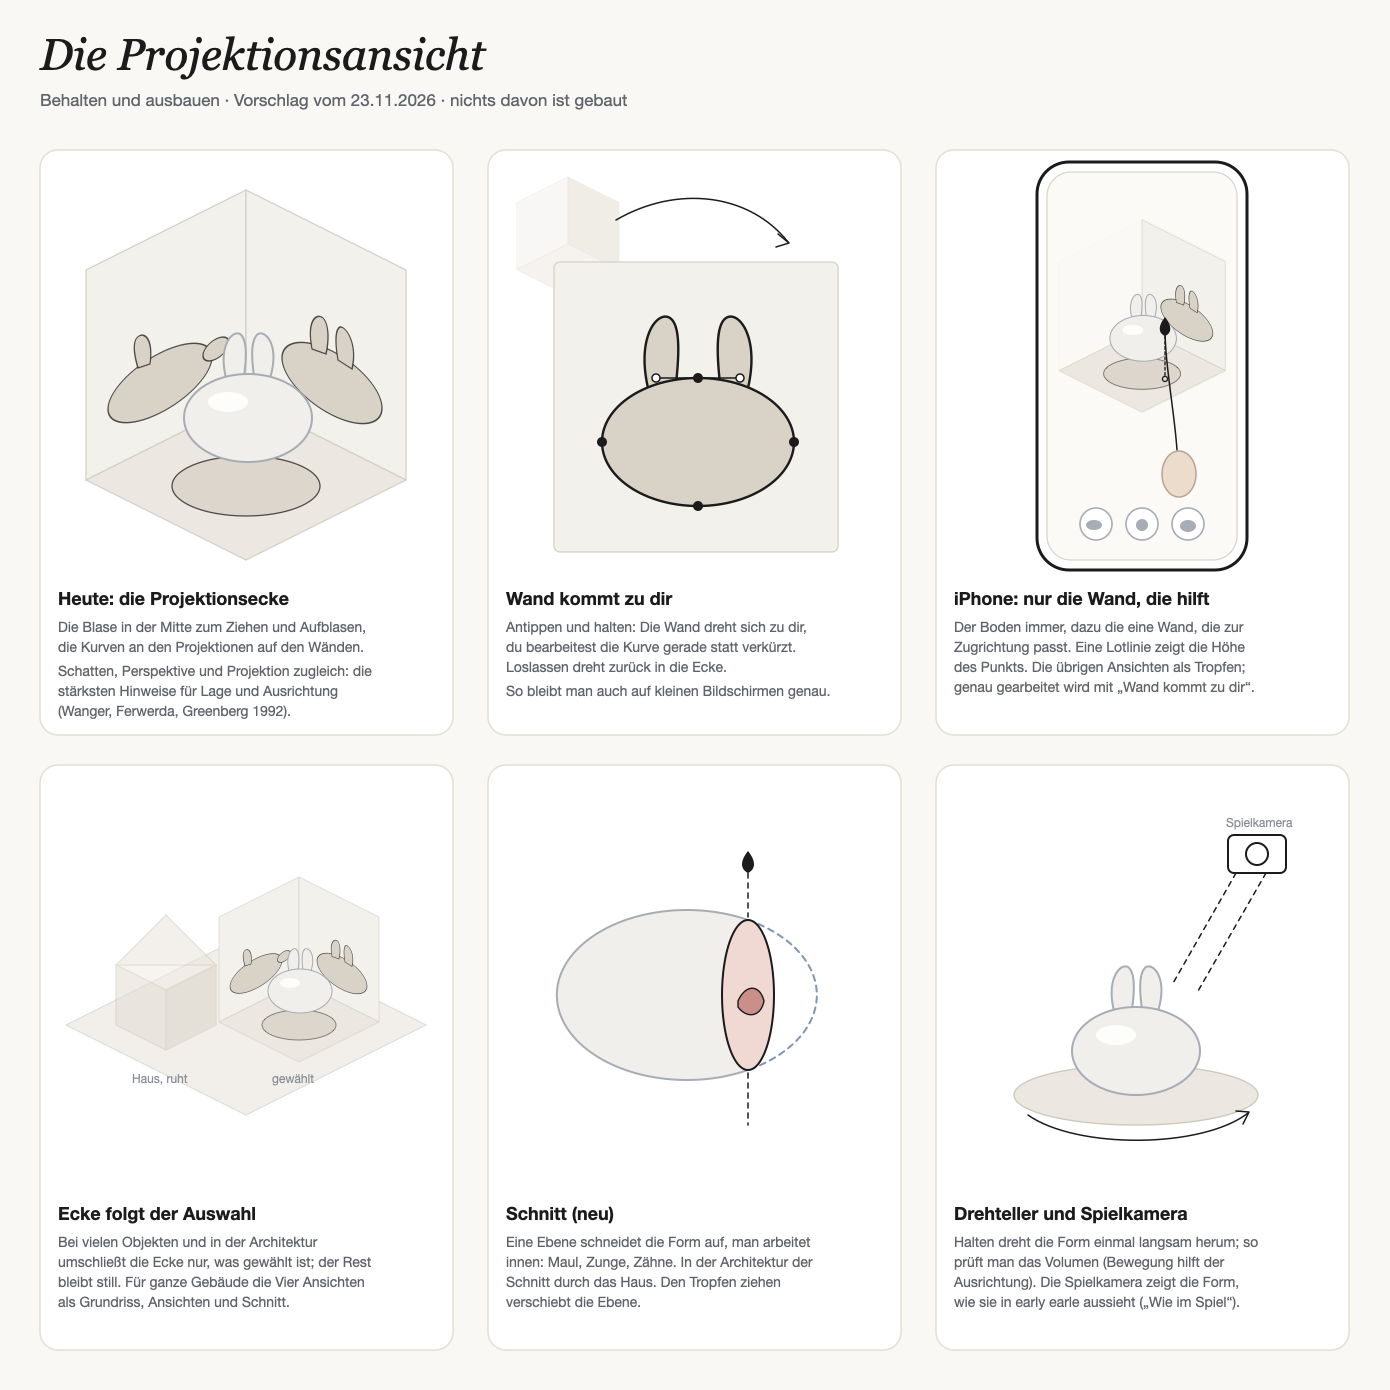 Die Projektionsansicht
Behalten und ausbauen · Vorschlag vom 23.11.2026 · nichts davon ist gebaut
Heute: die Projektionsecke
Die Blase in der Mitte zum Ziehen und Aufblasen,
die Kurven an den Projektionen auf den Wänden.
Schatten, Perspektive und Projektion zugleich: die
stärksten Hinweise für Lage und Ausrichtung
(Wanger, Ferwerda, Greenberg 1992).
Wand kommt zu dir
Antippen und halten: Die Wand dreht sich zu dir,
du bearbeitest die Kurve gerade statt verkürzt.
Loslassen dreht zurück in die Ecke.
So bleibt man auch auf kleinen Bildschirmen genau.
iPhone: nur die Wand, die hilft
Der Boden immer, dazu die eine Wand, die zur
Zugrichtung passt. Eine Lotlinie zeigt die Höhe
des Punkts. Die übrigen Ansichten als Tropfen;
genau gearbeitet wird mit „Wand kommt zu dir“.
Haus, ruht
gewählt
Ecke folgt der Auswahl
Bei vielen Objekten und in der Architektur
umschließt die Ecke nur, was gewählt ist; der Rest
bleibt still. Für ganze Gebäude die Vier Ansichten
als Grundriss, Ansichten und Schnitt.
Schnitt (neu)
Eine Ebene schneidet die Form auf, man arbeitet
innen: Maul, Zunge, Zähne. In der Architektur der
Schnitt durch das Haus. Den Tropfen ziehen
verschiebt die Ebene.
Spielkamera
Drehteller und Spielkamera
Halten dreht die Form einmal langsam herum; so
prüft man das Volumen (Bewegung hilft der
Ausrichtung). Die Spielkamera zeigt die Form,
wie sie in early earle aussieht („Wie im Spiel“).